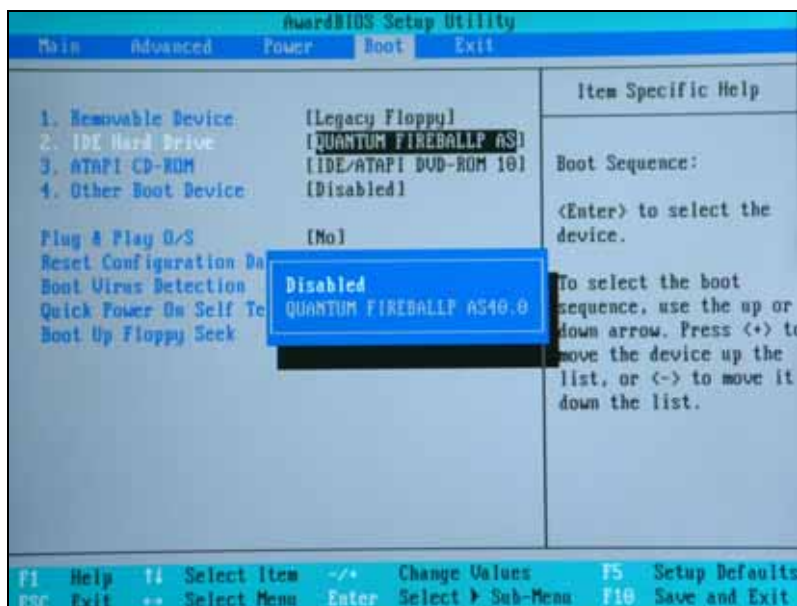 AwardBIOS Setup Utility
Main Advanced Power Boot Exit
1. Removable Device [Legacy Floppy]
2. IDE Hard Drive [QUANTUM FIREBALLP AS]
3. ATAPI CD-ROM [IDE/ATAPI DVD-ROM 10]
4. Other Boot Device [Disabled]
Plug & Play O/S [No]
Reset Configuration Da
Boot Virus Detection
Quick Power On Self Te
Boot Up Floppy Seek
Disabled
QUANTUM FIREBALLP AS40.0
Item Specific Help
Boot Sequence:
<Enter> to select the
device.
To select the boot
sequence, use the up or
down arrow. Press <+> to
move the device up the
list, or <-> to move it
down the list.
F1 Help ↑↓ Select Item -/+ Change Values F5 Setup Defaults
ESC Exit ↔ Select Menu Enter Select ▶ Sub-Menu F10 Save and Exit